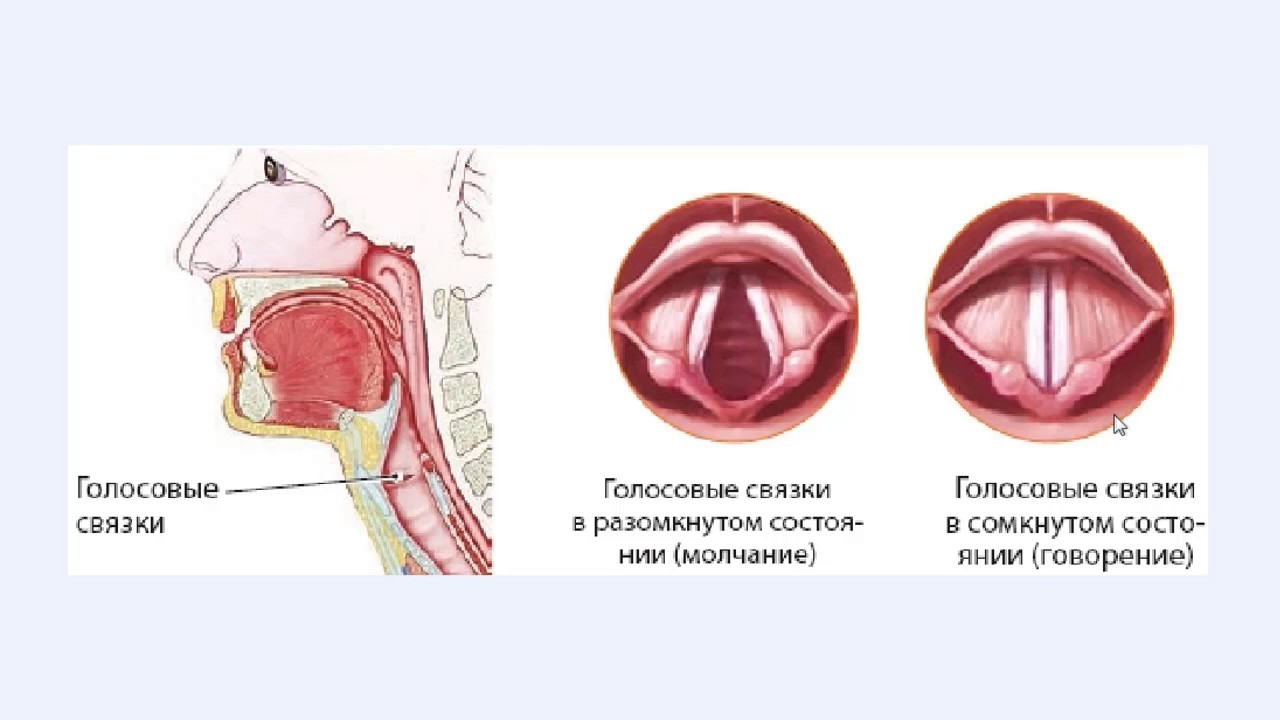 Голосовые
связки
Голосовые связки
в разомкнутом состоя-
нии (молчание)
Голосовые связки
в сомкнутом состо-
янии (говорение)